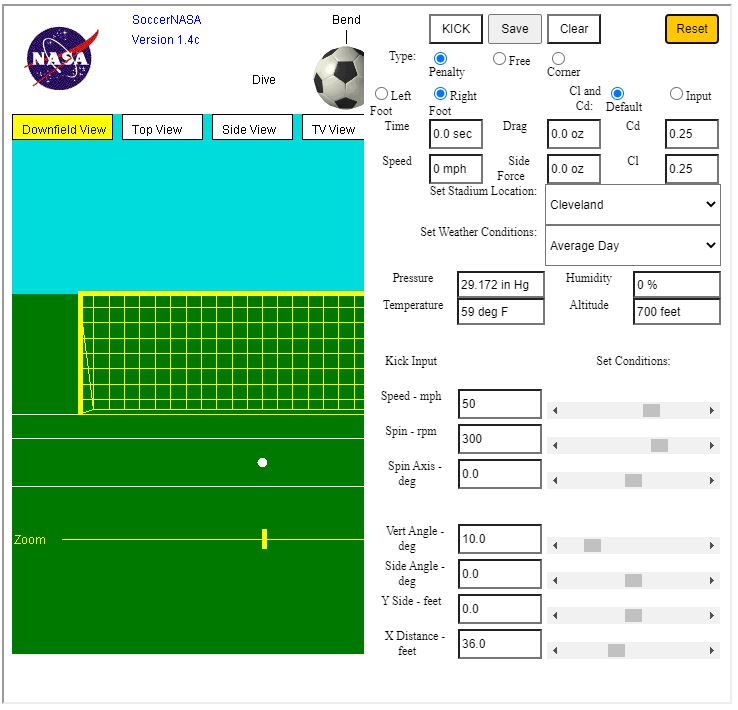 NASA
SoccerNASA
Version 1.4c
Bend
Dive
Downfield View
Top View
Side View
TV View
Zoom
KICK
Save
Clear
Reset
Type:
Penalty
Free
Corner
Left
Foot
Right
Foot
Cl and
Cd:
Default
Input
Time
0.0 sec
Drag
0.0 oz
Cd
0.25
Speed
0 mph
Side
Force
0.0 oz
Cl
0.25
Set Stadium Location:
Cleveland
Set Weather Conditions:
Average Day
Pressure
29.172 in Hg
Humidity
0 %
Temperature
59 deg F
Altitude
700 feet
Kick Input
Set Conditions:
Speed - mph
50
Spin - rpm
300
Spin Axis -
deg
0.0
Vert Angle -
deg
10.0
Side Angle -
deg
0.0
Y Side - feet
0.0
X Distance -
feet
36.0